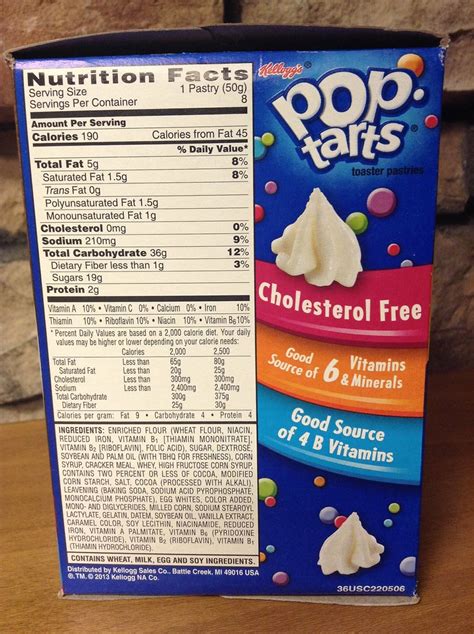 Nutrition Facts
Serving Size 1 Pastry (50g)
Servings Per Container 8
Amount Per Serving
Calories 190 Calories from Fat 45
% Daily Value*
Total Fat 5g 8%
Saturated Fat 1.5g 8%
Trans Fat 0g
Polyunsaturated Fat 1.5g
Monounsaturated Fat 1g
Cholesterol 0mg 0%
Sodium 210mg 9%
Total Carbohydrate 36g 12%
Dietary Fiber less than 1g 3%
Sugars 19g
Protein 2g
Vitamin A 10% • Vitamin C 0% • Calcium 0% • Iron 10%
Thiamin 10% • Riboflavin 10% • Niacin 10% • Vitamin B6 10%
* Percent Daily Values are based on a 2,000 calorie diet. Your daily
values may be higher or lower depending on your calorie needs:
Calories 2,000 2,500
Total Fat Less than 65g 80g
Saturated Fat Less than 20g 25g
Cholesterol Less than 300mg 300mg
Sodium Less than 2,400mg 2,400mg
Total Carbohydrate 300g 375g
Dietary Fiber 25g 30g
Calories per gram: Fat 9 • Carbohydrate 4 • Protein 4
INGREDIENTS: ENRICHED FLOUR (WHEAT FLOUR, NIACIN,
REDUCED IRON, VITAMIN B1 [THIAMIN MONONITRATE],
VITAMIN B2 [RIBOFLAVIN], FOLIC ACID), SUGAR, DEXTROSE,
SOYBEAN AND PALM OIL (WITH TBHQ FOR FRESHNESS), CORN
SYRUP, CRACKER MEAL, WHEY, HIGH FRUCTOSE CORN SYRUP,
CONTAINS TWO PERCENT OR LESS OF COCOA, MODIFIED
CORN STARCH, SALT, COCOA (PROCESSED WITH ALKALI),
LEAVENING (BAKING SODA, SODIUM ACID PYROPHOSPHATE,
MONOCALCIUM PHOSPHATE), EGG WHITES, COLOR ADDED,
MONO- AND DIGLYCERIDES, MILLED CORN, SODIUM STEAROYL
LACTYLATE, GELATIN, DATEM, SOYBEAN OIL, VANILLA EXTRACT,
CARAMEL COLOR, SOY LECITHIN, NIACINAMIDE, REDUCED
IRON, VITAMIN A PALMITATE, VITAMIN B6 (PYRIDOXINE
HYDROCHLORIDE), VITAMIN B2 (RIBOFLAVIN), VITAMIN B1
(THIAMIN HYDROCHLORIDE).
CONTAINS WHEAT, MILK, EGG AND SOY INGREDIENTS.
Distributed by Kellogg Sales Co., Battle Creek, MI 49016 USA
®, TM, © 2013 Kellogg NA Co.
Kellogg's®
pop•
tarts®
toaster pastries
Cholesterol Free
Good Source of 6 Vitamins & Minerals
Good Source
of 4 B Vitamins
36USC220506